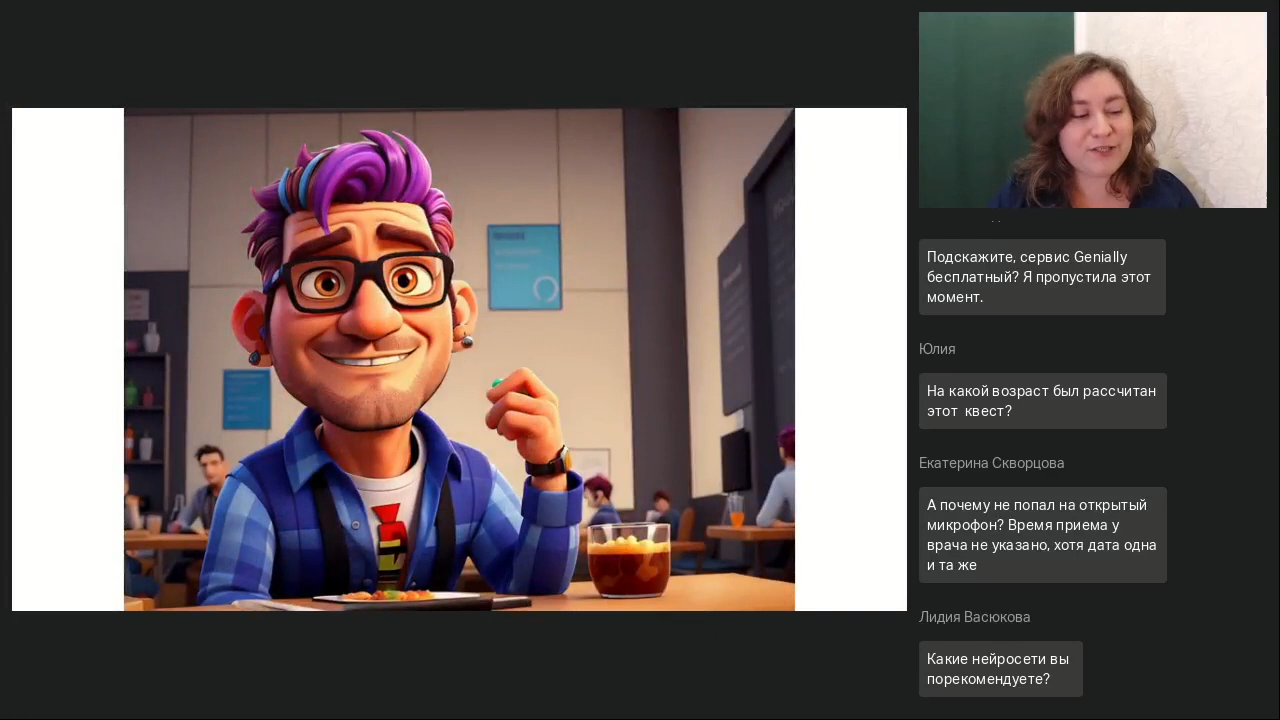 Подскажите, сервис Genially
бесплатный? Я пропустила этот
момент.
Юлия
На какой возраст был рассчитан
этот квест?
Екатерина Скворцова
А почему не попал на открытый
микрофон? Время приема у
врача не указано, хотя дата одна
и та же
Лидия Васюкова
Какие нейросети вы
порекомендуете?